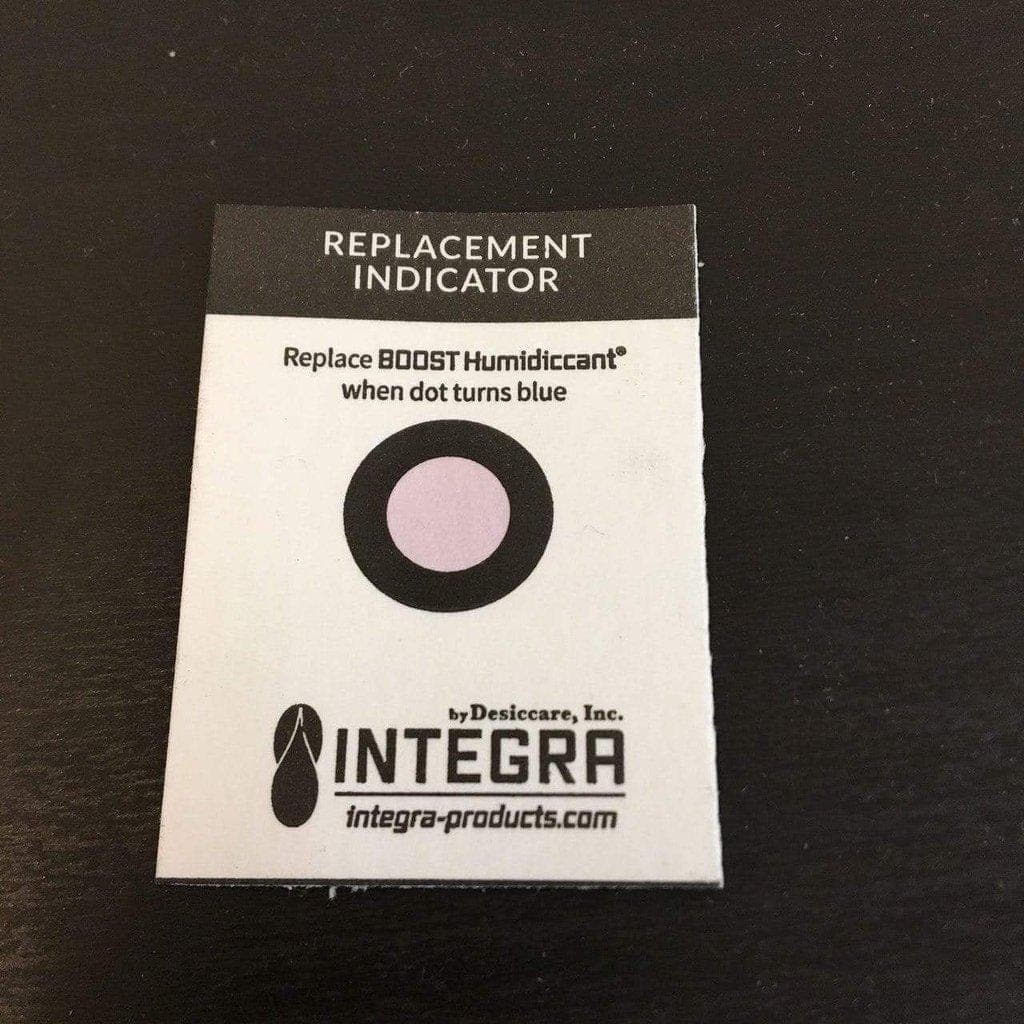 REPLACEMENT
INDICATOR
Replace BOOST Humidiccant®
when dot turns blue
by Desiccare, Inc.
INTEGRA
integra-products.com